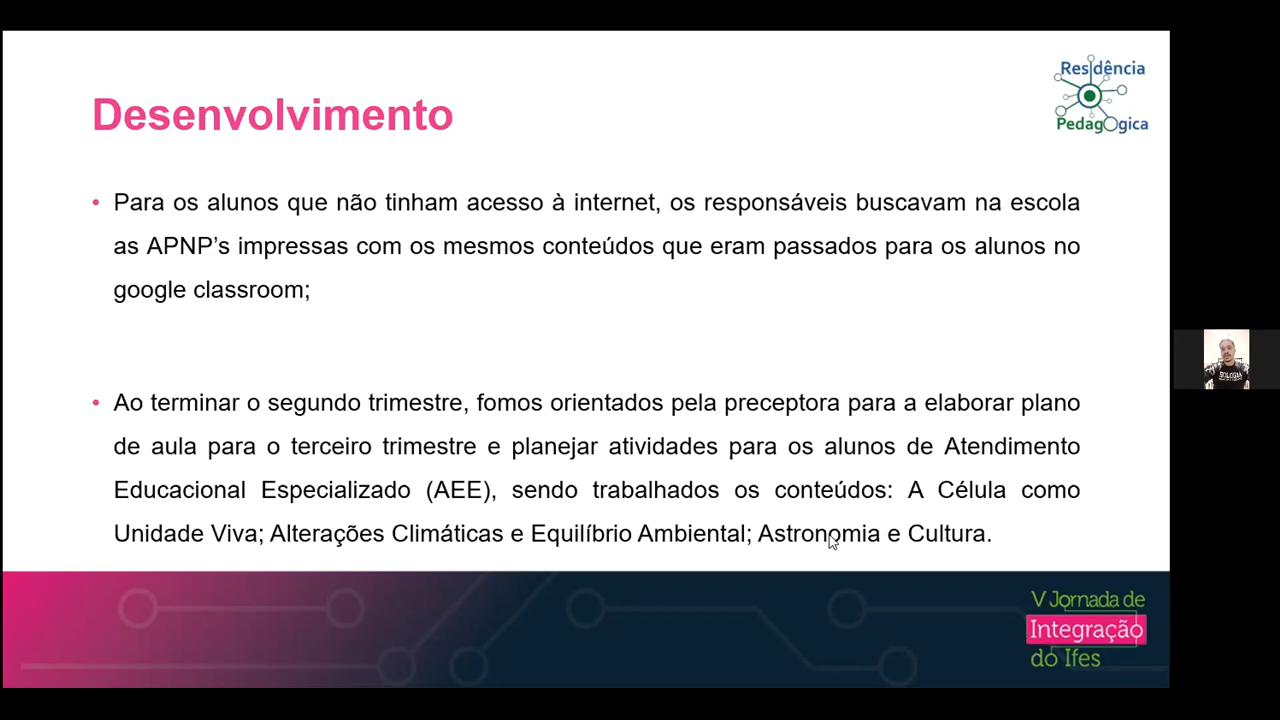 Desenvolvimento
Residência
Pedagógica
• Para os alunos que não tinham acesso à internet, os responsáveis buscavam na escola
as APNP’s impressas com os mesmos conteúdos que eram passados para os alunos no
google classroom;
• Ao terminar o segundo trimestre, fomos orientados pela preceptora para a elaborar plano
de aula para o terceiro trimestre e planejar atividades para os alunos de Atendimento
Educacional Especializado (AEE), sendo trabalhados os conteúdos: A Célula como
Unidade Viva; Alterações Climáticas e Equilíbrio Ambiental; Astronomia e Cultura.
V Jornada de
Integração
do Ifes